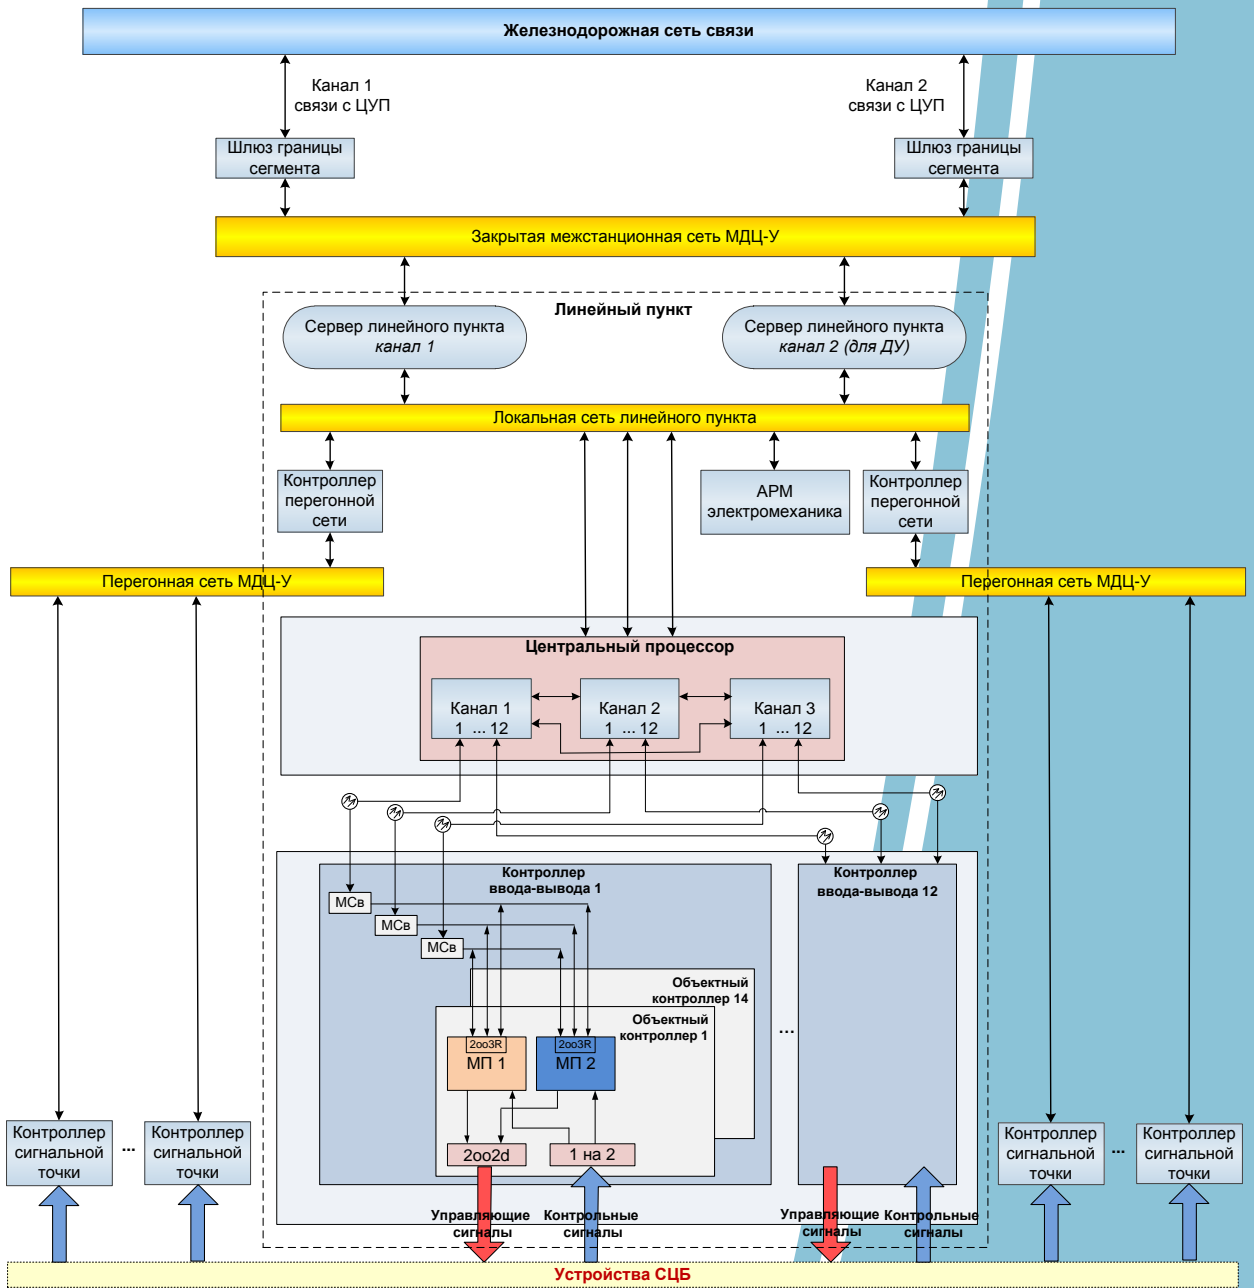 Железнодорожная сеть связи
Канал 1
связи с ЦУП
Канал 2
связи с ЦУП
Шлюз границы
сегмента
Шлюз границы
сегмента
Закрытая межстанционная сеть МДЦ-У
Линейный пункт
Сервер линейного пункта
канал 1
Сервер линейного пункта
канал 2 (для ДУ)
Локальная сеть линейного пункта
Контроллер
перегонной
сети
АРМ
электромеханика
Контроллер
перегонной
сети
Перегонная сеть МДЦ-У
Перегонная сеть МДЦ-У
Центральный процессор
Канал 1
1 ... 12
Канал 2
1 ... 12
Канал 3
1 ... 12
Контроллер
ввода-вывода 1
Контроллер
ввода-вывода 12
МСв
МСв
МСв
Объектный
контроллер 14
Объектный
контроллер 1
...
2oo3R
МП 1
2oo3R
МП 2
2oo2d
1 на 2
Контроллер
сигнальной
точки
...
Контроллер
сигнальной
точки
Контроллер
сигнальной
точки
...
Контроллер
сигнальной
точки
Управляющие
сигналы
Контрольные
сигналы
Управляющие
сигналы
Контрольные
сигналы
Устройства СЦБ